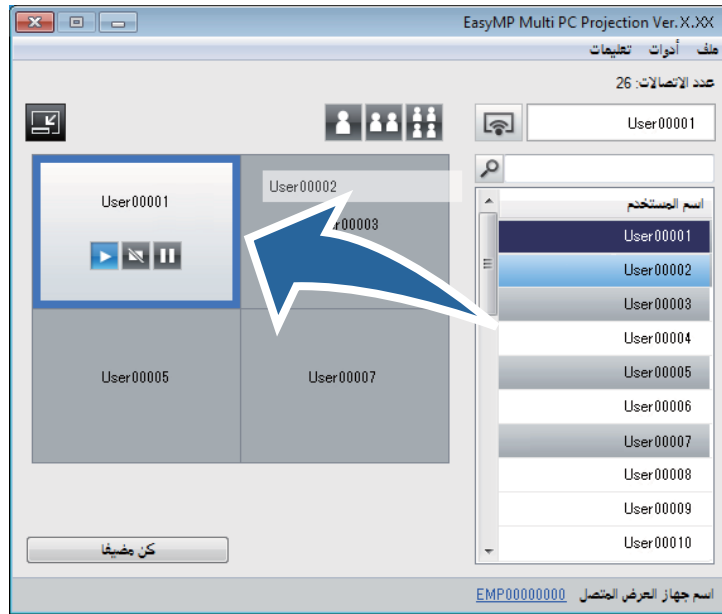 EasyMP Multi PC Projection Ver.X.XX
ملف أدوات تعليمات
عدد الاتصالات: 26
User00001
اسم المستخدم
User00001
User00002
User00003
User00004
User00005
User00006
User00007
User00008
User00009
User00010
User00001
User00002
r00003
User00005
User00007
كن مضيفا
اسم جهاز العرض المتصل EMP00000000